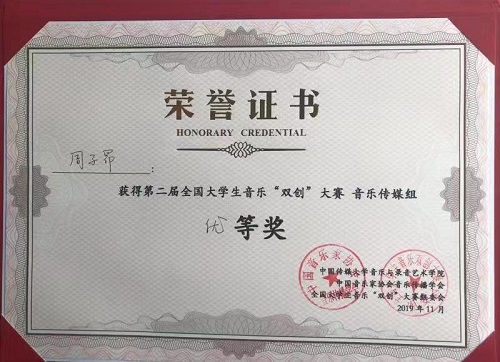 荣誉证书
HONORARY CREDENTIAL
周子昂：
获得第二届全国大学生音乐“双创”大赛 音乐传媒组
优等奖
中国传媒大学音乐与录音艺术学院
中国音乐家协会音乐传播学会
全国大学生音乐“双创”大赛组委会
2019年11月